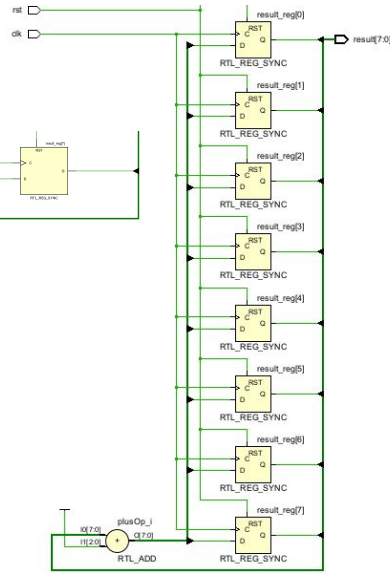 rst
clk
result_reg[0]
RST
C
D
Q
RTL_REG_SYNC
result[7:0]
result_reg[1]
RST
C
D
Q
RTL_REG_SYNC
result_reg[2]
RST
C
D
Q
RTL_REG_SYNC
result_reg[3]
RST
C
D
Q
RTL_REG_SYNC
result_reg[4]
RST
C
D
Q
RTL_REG_SYNC
result_reg[5]
RST
C
D
Q
RTL_REG_SYNC
result_reg[6]
RST
C
D
Q
RTL_REG_SYNC
result_reg[7]
RST
C
D
Q
RTL_REG_SYNC
RST
C
RTL_REG_SYNC
plusOp_i
I0[7:0]
I1[2:0]
+
O[7:0]
RTL_ADD